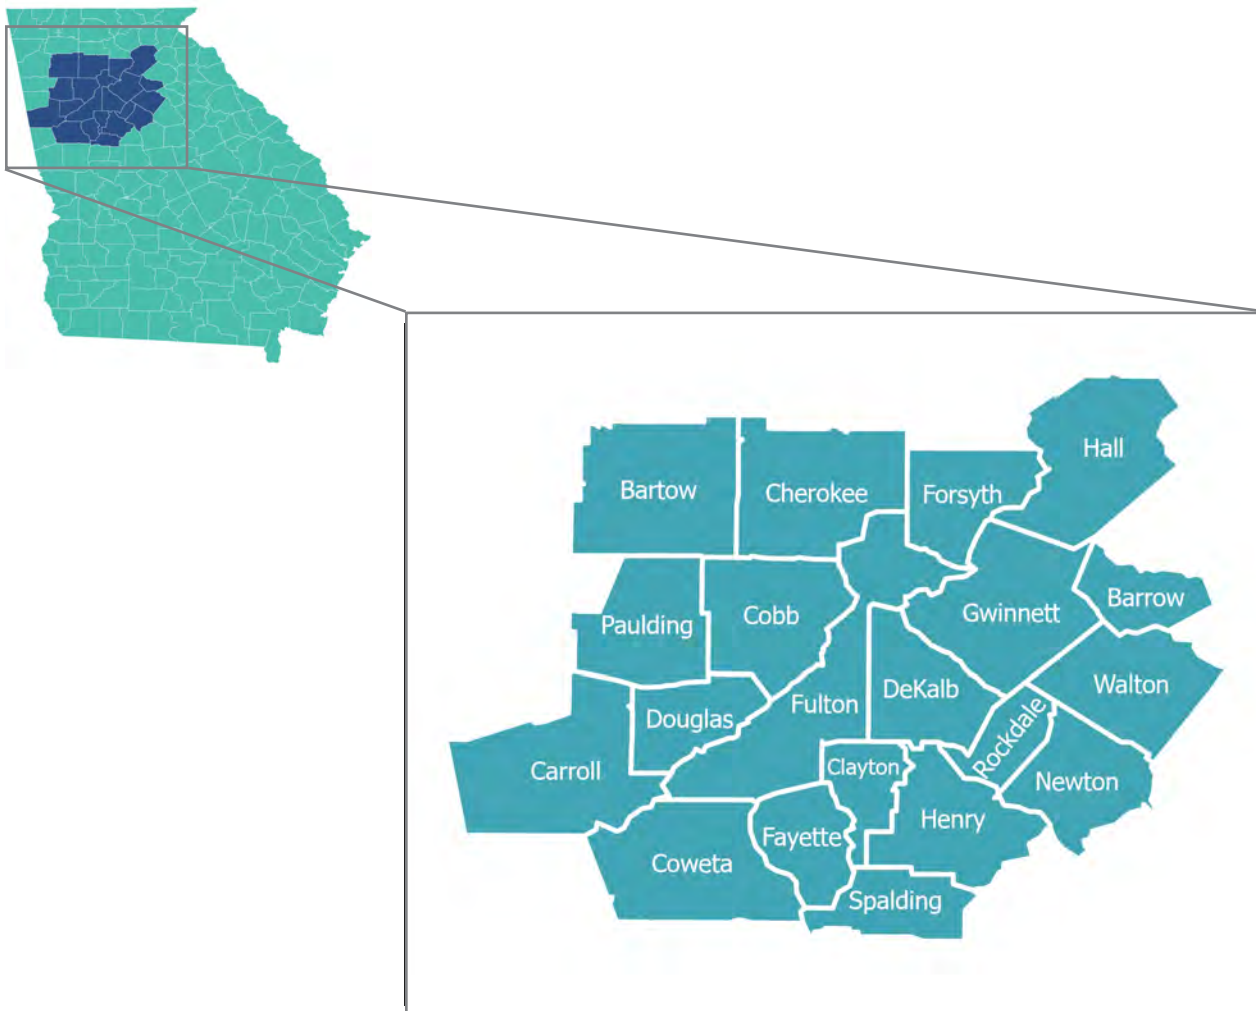 Hall
Bartow
Cherokee
Forsyth
Barrow
Gwinnett
Cobb
Paulding
Walton
DeKalb
Fulton
Douglas
Rockdale
Carroll
Clayton
Newton
Henry
Fayette
Coweta
Spalding